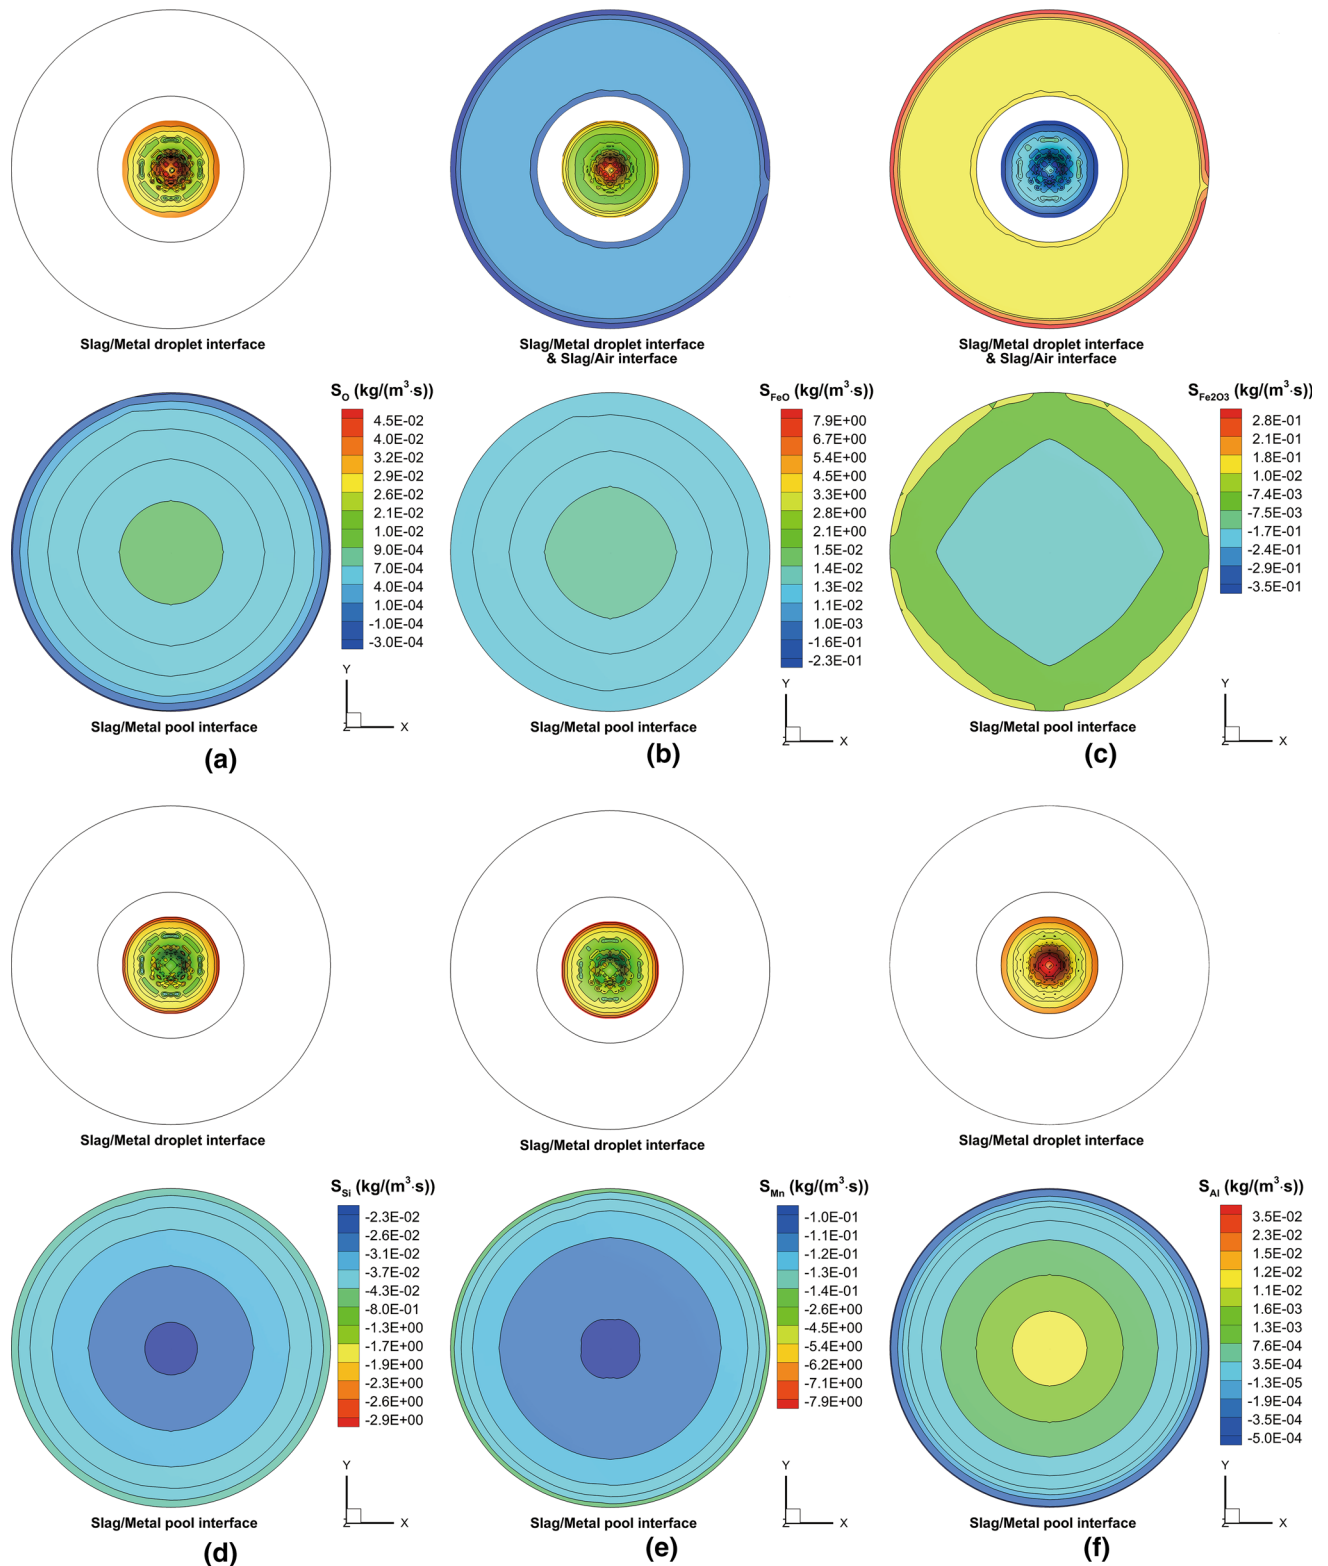 Slag/Metal droplet interface
Slag/Metal droplet interface
& Slag/Air interface
Slag/Metal droplet interface
& Slag/Air interface
S_O (kg/(m³·s))
4.5E-02
4.0E-02
3.2E-02
2.9E-02
2.6E-02
2.1E-02
1.0E-02
9.0E-04
7.0E-04
4.0E-04
1.0E-04
-1.0E-04
-3.0E-04
Y
Z X
Slag/Metal pool interface
(a)
S_FeO (kg/(m³·s))
7.9E+00
6.7E+00
5.4E+00
4.5E+00
3.3E+00
2.8E+00
2.1E+00
1.5E-02
1.4E-02
1.3E-02
1.1E-02
1.0E-03
-1.6E-01
-2.3E-01
Y
Z X
Slag/Metal pool interface
(b)
S_Fe2O3 (kg/(m³·s))
2.8E-01
2.1E-01
1.8E-01
1.0E-02
-7.4E-03
-7.5E-03
-1.7E-01
-2.4E-01
-2.9E-01
-3.5E-01
Y
Z X
Slag/Metal pool interface
(c)
Slag/Metal droplet interface
Slag/Metal droplet interface
Slag/Metal droplet interface
S_Si (kg/(m³·s))
-2.3E-02
-2.6E-02
-3.1E-02
-3.7E-02
-4.3E-02
-8.0E-01
-1.3E+00
-1.7E+00
-1.9E+00
-2.3E+00
-2.6E+00
-2.9E+00
Y
Z X
Slag/Metal pool interface
(d)
S_Mn (kg/(m³·s))
-1.0E-01
-1.1E-01
-1.2E-01
-1.3E-01
-1.4E-01
-2.6E+00
-4.5E+00
-5.4E+00
-6.2E+00
-7.1E+00
-7.9E+00
Y
Z X
Slag/Metal pool interface
(e)
S_Al (kg/(m³·s))
3.5E-02
2.3E-02
1.5E-02
1.2E-02
1.1E-02
1.6E-03
1.3E-03
7.6E-04
3.5E-04
-1.3E-05
-1.9E-04
-3.5E-04
-5.0E-04
Y
Z X
Slag/Metal pool interface
(f)